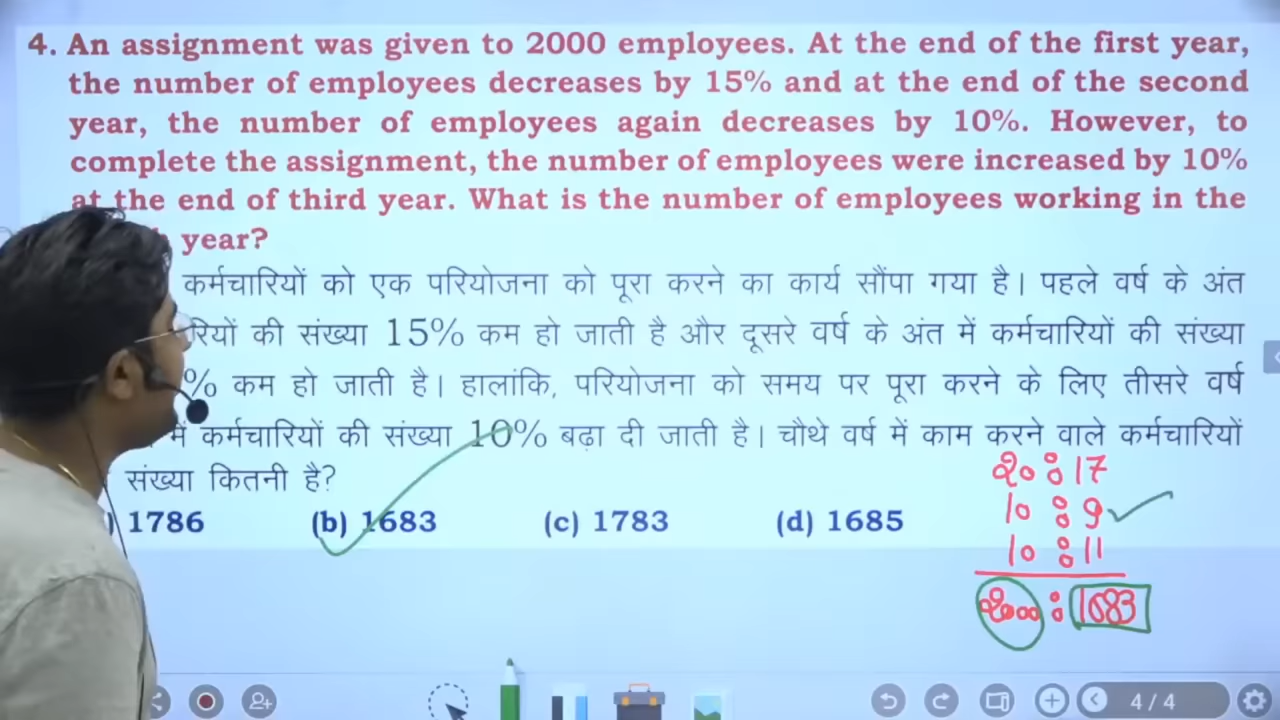 4. An assignment was given to 2000 employees. At the end of the first year,
the number of employees decreases by 15% and at the end of the second
year, the number of employees again decreases by 10%. However, to
complete the assignment, the number of employees were increased by 10%
at the end of third year. What is the number of employees working in the
year?
कर्मचारियों को एक परियोजना को पूरा करने का कार्य सौंपा गया है। पहले वर्ष के अंत
की संख्या 15% कम हो जाती है और दूसरे वर्ष के अंत में कर्मचारियों की संख्या
% कम हो जाती है। हालांकि, परियोजना को समय पर पूरा करने के लिए तीसरे वर्ष
में कर्मचारियों की संख्या 10% बढ़ा दी जाती है। चौथे वर्ष में काम करने वाले कर्मचारियों
संख्या कितनी है?
) 1786 (b) 1683 (c) 1783 (d) 1685
20 : 17
10 : 9
10 : 11
2000 : 1683
4 / 4